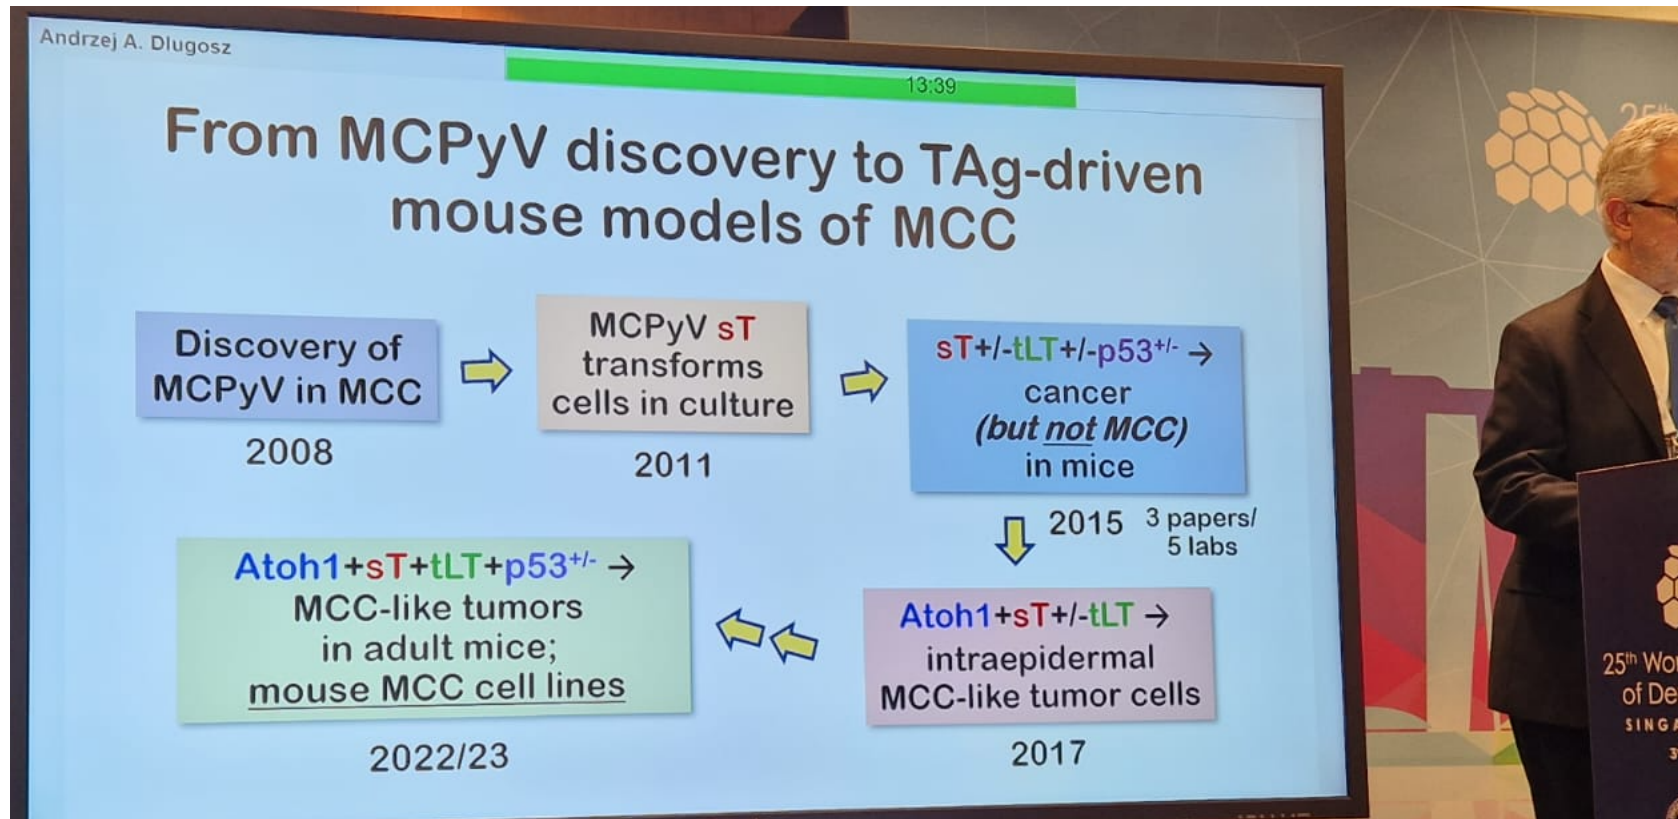 Andrzej A. Dlugosz
13:39
From MCPyV discovery to TAg-driven
mouse models of MCC
Discovery of
MCPyV in MCC
2008
MCPyV sT
transforms
cells in culture
2011
sT+/-tLT+/-p53+/- →
cancer
(but not MCC)
in mice
2015
3 papers/
5 labs
Atoh1+sT+/-tLT →
intraepidermal
MCC-like tumor cells
2017
Atoh1+sT+tLT+p53+/- →
MCC-like tumors
in adult mice;
mouse MCC cell lines
2022/23
25th
25th Wo
of De
SINGA